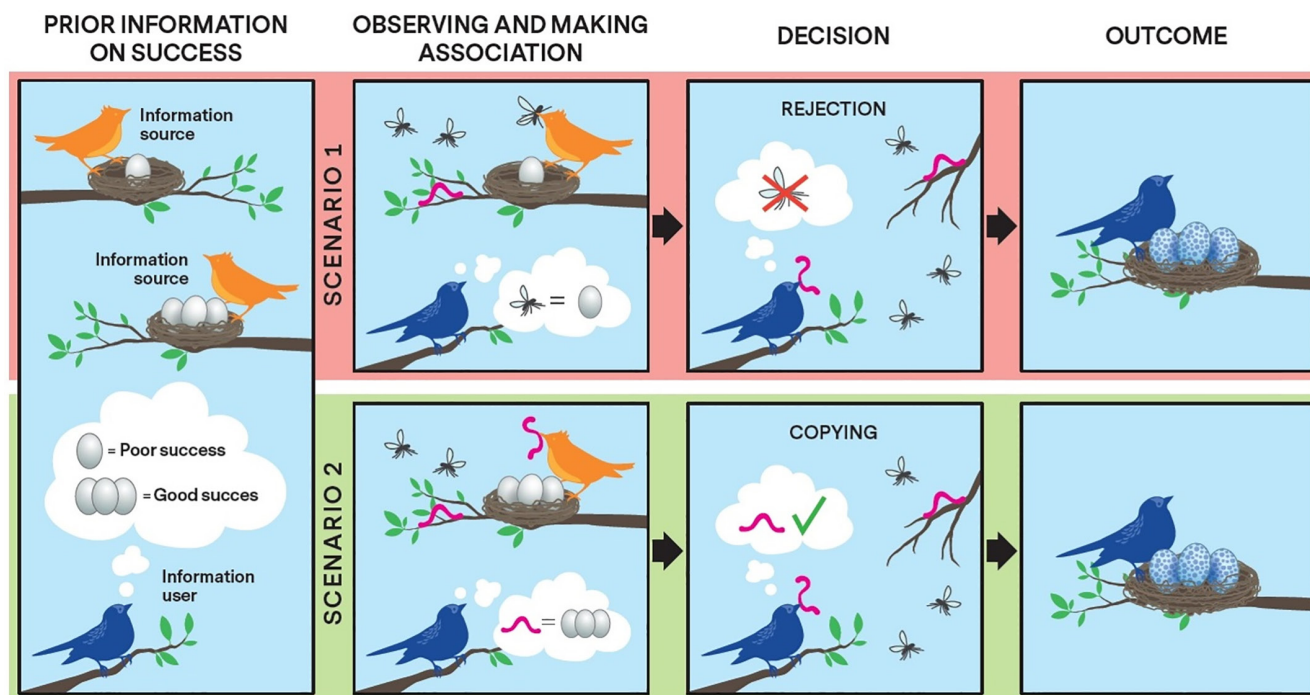 PRIOR INFORMATION
ON SUCCESS
OBSERVING AND MAKING
ASSOCIATION
DECISION
OUTCOME
Information
source
Information
source
= Poor success
= Good succes
Information
user
SCENARIO 1
=
REJECTION
SCENARIO 2
=
COPYING